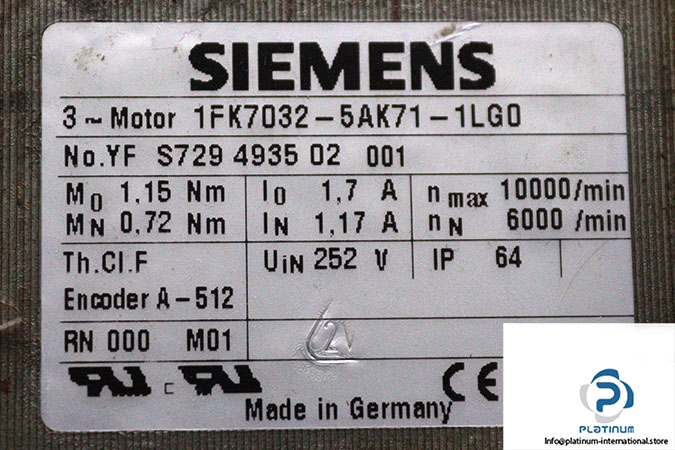 SIEMENS
3 ~ Motor 1FK7032-5AK71-1LG0
No.YF S729 4935 02 001
M0 1,15 Nm I0 1,7 A n max 10000/min
MN 0,72 Nm IN 1,17 A n N 6000 /min
Th.Cl.F UIN 252 V IP 64
Encoder A-512
RN 000 M01
2
c
CE
Made in Germany
PLATINUM
Info@platinum-international.store